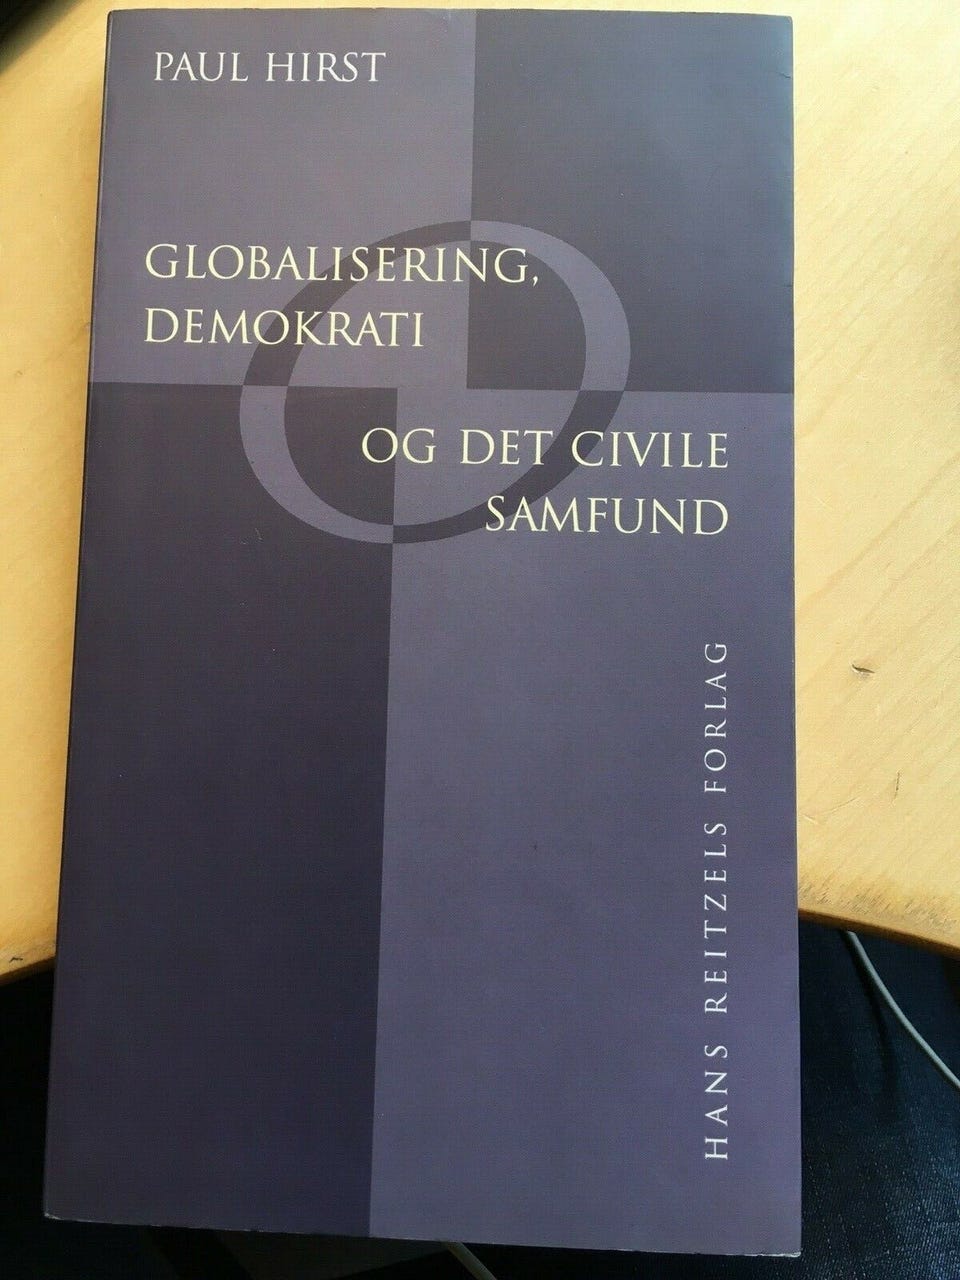 PAUL HIRST
GLOBALISERING,
DEMOKRATI
OG DET CIVILE
SAMFUND
HANS REITZELS FORLAG